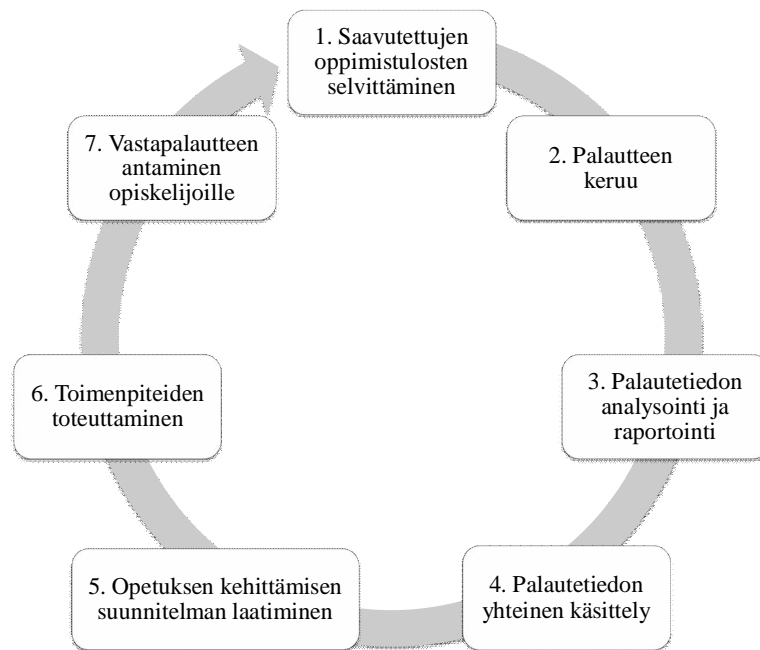 1. Saavutettujen
oppimistulosten
selvittäminen
2. Palautteen
keruu
3. Palautetiedon
analysointi ja
raportointi
4. Palautetiedon
yhteinen käsittely
5. Opetuksen kehittämisen
suunnitelman laatiminen
6. Toimenpiteiden
toteuttaminen
7. Vastapalautteen
antaminen
opiskelijoille